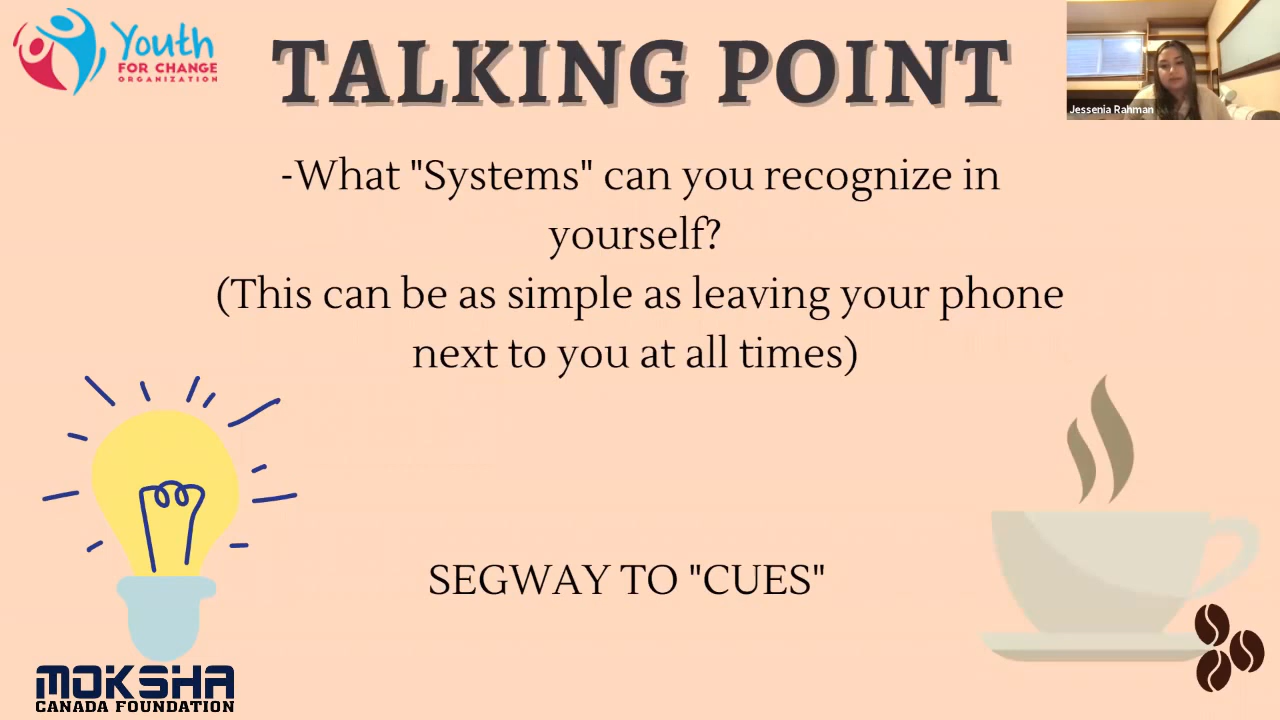 Youth
FOR CHANGE
ORGANIZATION
TALKING POINT
Jessenia Rahman
-What "Systems" can you recognize in
yourself?
(This can be as simple as leaving your phone
next to you at all times)
SEGWAY TO "CUES"
MOKSHA
CANADA FOUNDATION